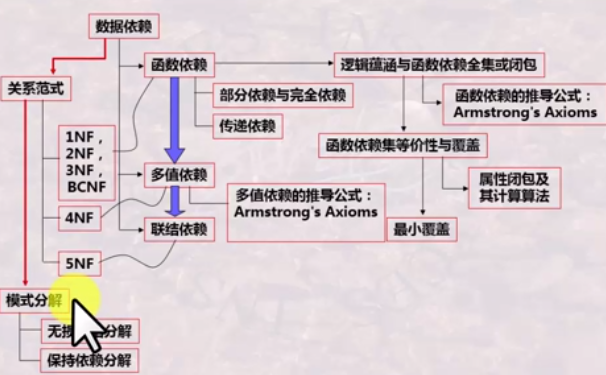 数据依赖
函数依赖
逻辑蕴涵与函数依赖全集或闭包
关系范式
部分依赖与完全依赖
函数依赖的推导公式：
Armstrong's Axioms
传递依赖
1NF，
2NF，
3NF，
BCNF
函数依赖集等价性与覆盖
多值依赖
属性闭包及
其计算算法
多值依赖的推导公式：
Armstrong's Axioms
4NF
联结依赖
最小覆盖
5NF
模式分解
无 分解
保持依赖分解